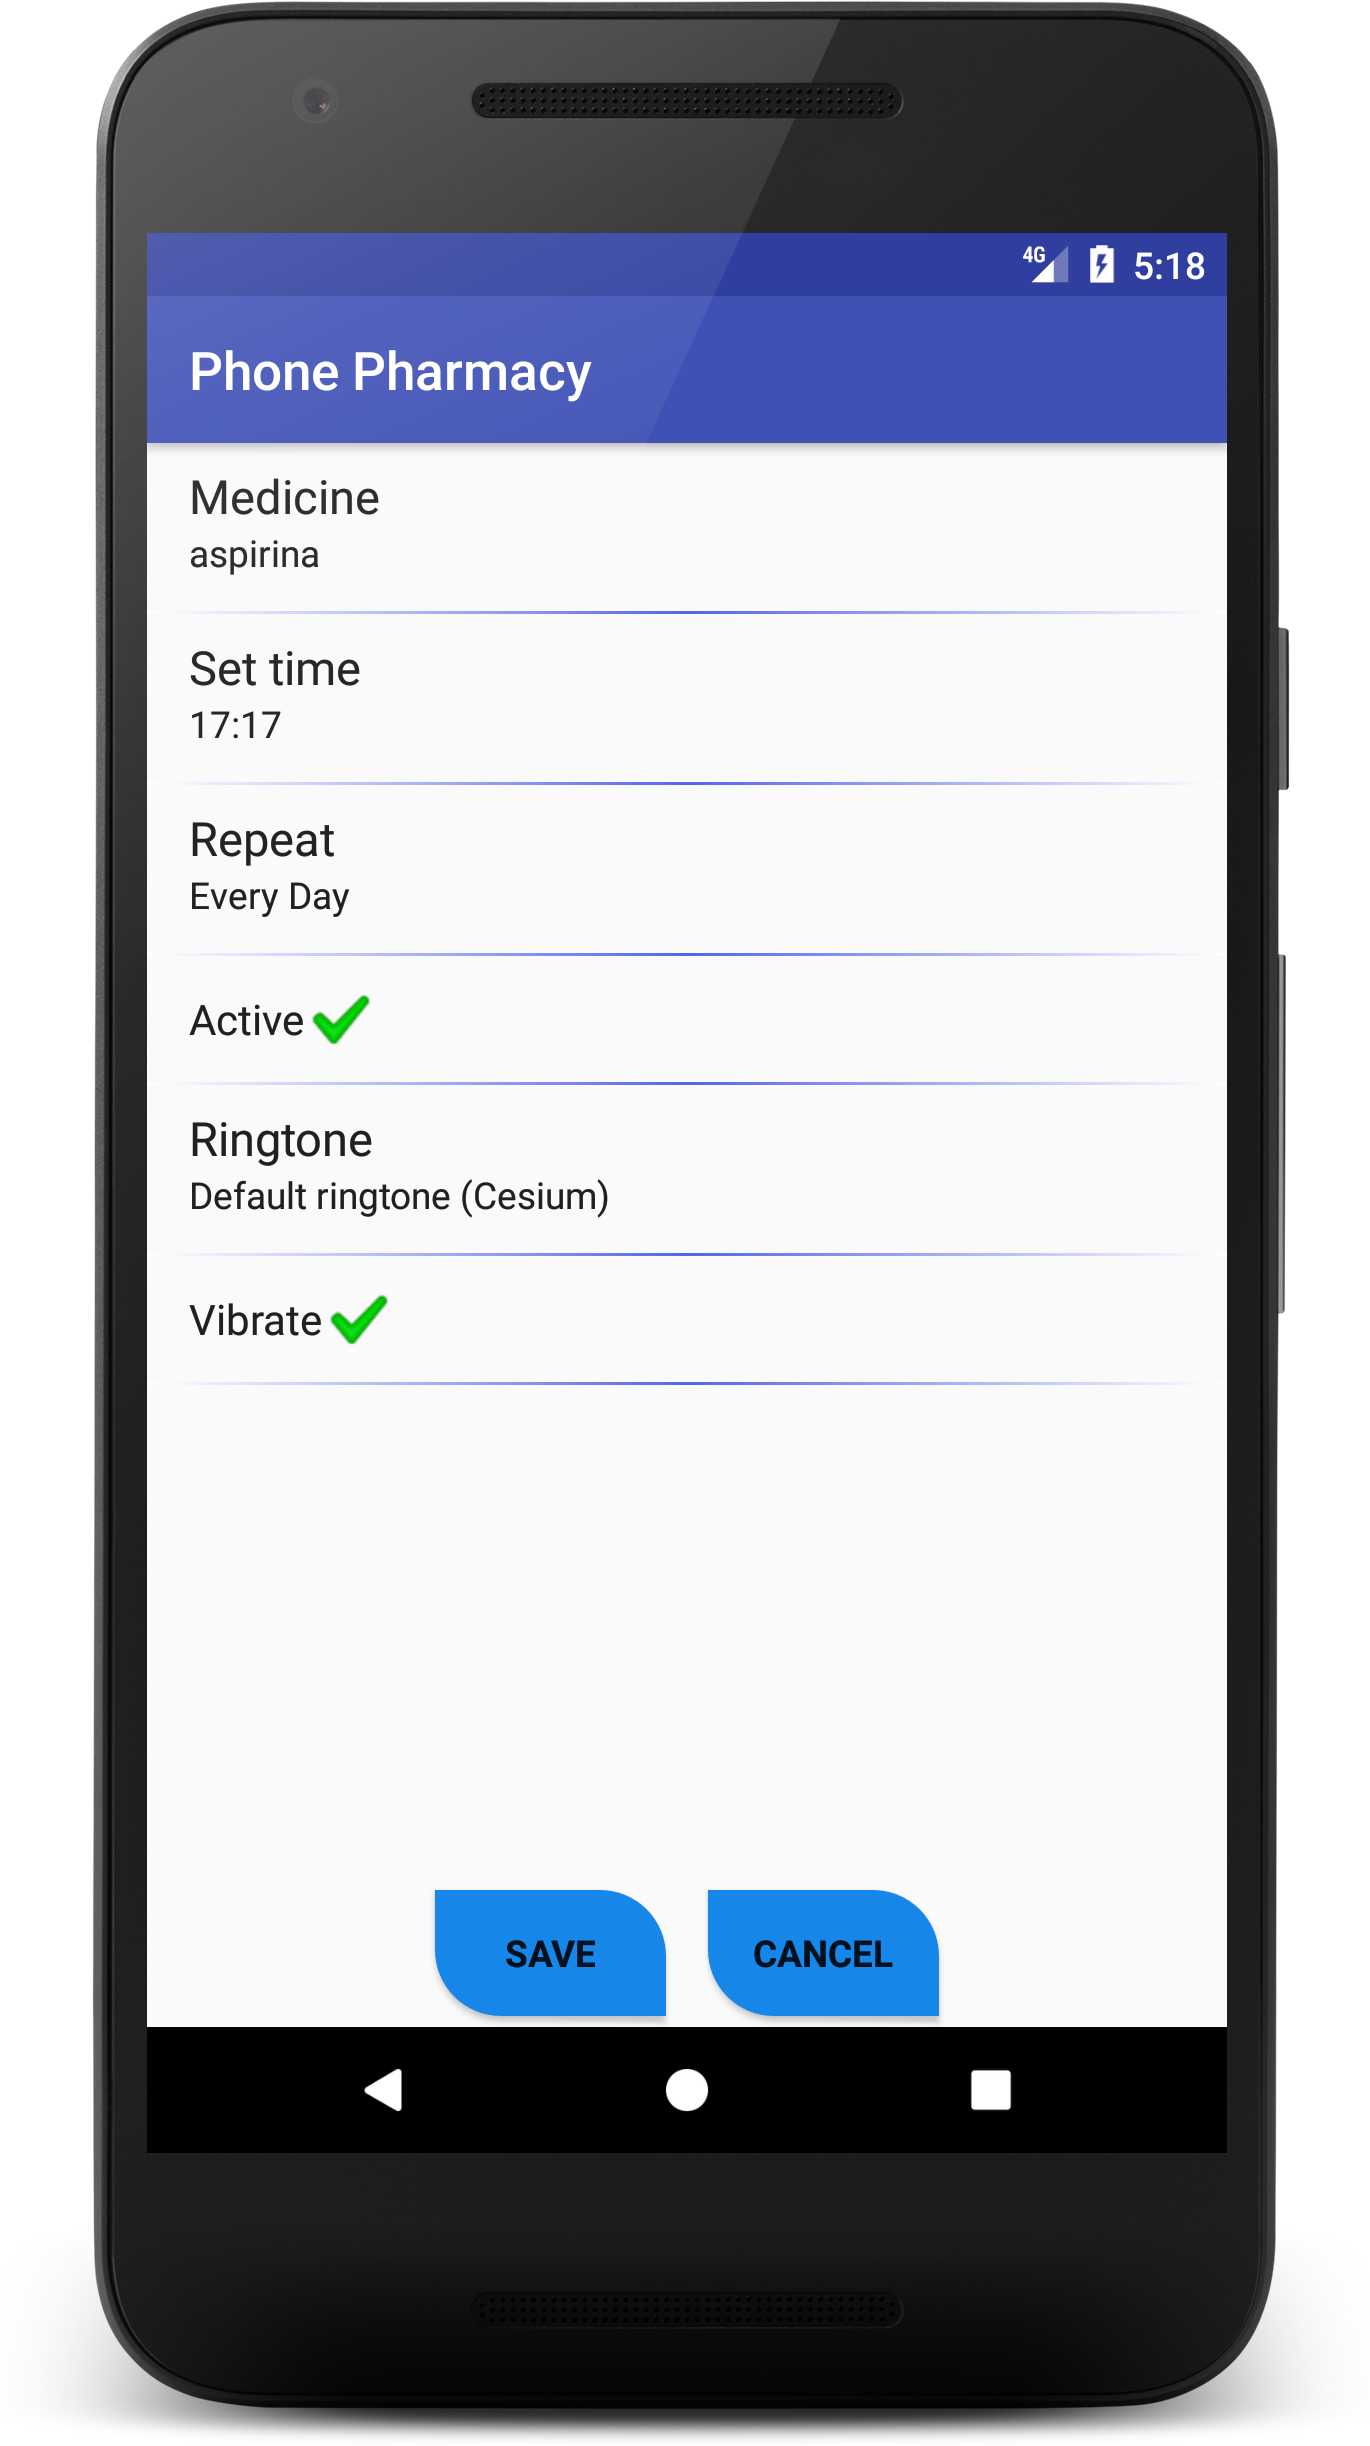 4G 5:18
Phone Pharmacy
Medicine
aspirina
Set time
17:17
Repeat
Every Day
Active
Ringtone
Default ringtone (Cesium)
Vibrate
SAVE CANCEL